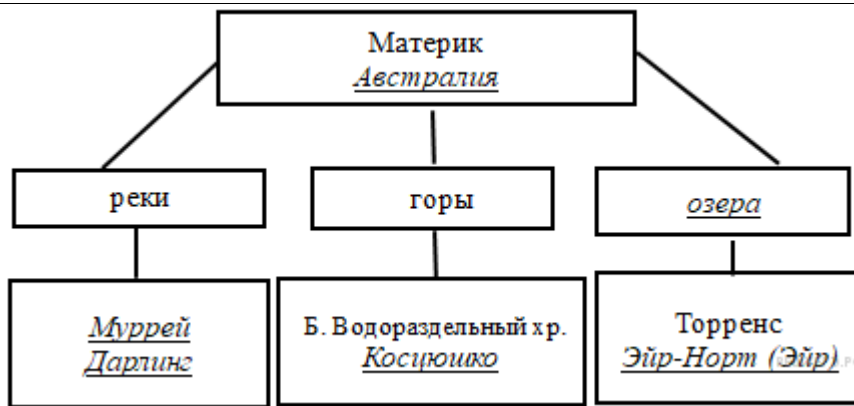 Материк
Австралия
реки
горы
озера
Муррей
Дарлинг
Б. Водораздельный хр.
Косцюшко
Торренс
Эйр-Норт (Эйр)